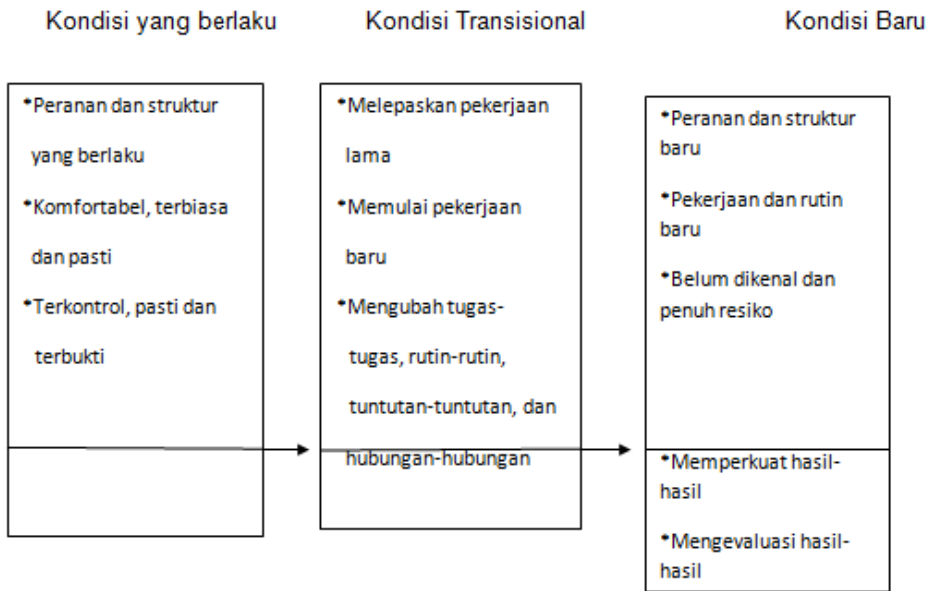 Kondisi yang berlaku
Kondisi Transisional
Kondisi Baru
*Peranan dan struktur
yang berlaku
*Komfortabel, terbiasa
dan pasti
*Terkontrol, pasti dan
terbukti
*Melepaskan pekerjaan
lama
*Memulai pekerjaan
baru
*Mengubah tugas-
tugas, rutin-rutin,
tuntutan-tuntutan, dan
hubungan-hubungan
*Peranan dan struktur
baru
*Pekerjaan dan rutin
baru
*Belum dikenal dan
penuh resiko
*Memperkuat hasil-
hasil
*Mengevaluasi hasil-
hasil